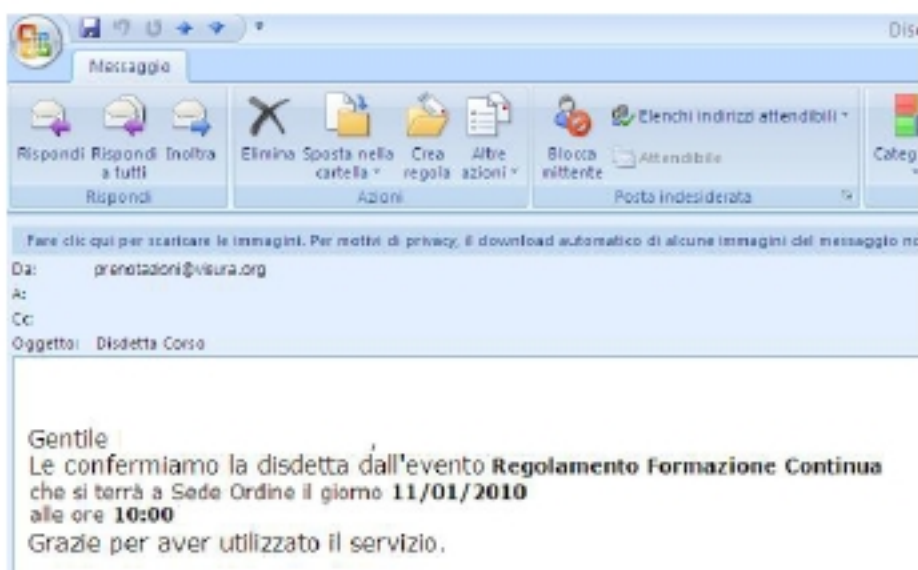 Dis
Messaggio
Rispondi Rispondi a tutti Inoltra
Elimina Sposta nella cartella Crea regola Altre azioni
Blocca mittente Elenchi indirizzi attendibili
Attendibile
Categ
Rispondi Azioni Posta indesiderata
Fare clic qui per scaricare le immagini. Per motivi di privacy, il download automatico di alcune immagini del messaggio no
Da: prenotazioni@visura.org
A:
Cc:
Oggetto: Disdetta Corso
Gentile ,
Le confermiamo la disdetta dall'evento Regolamento Formazione Continua
che si terrà a Sede Ordine il giorno 11/01/2010
alle ore 10:00
Grazie per aver utilizzato il servizio.